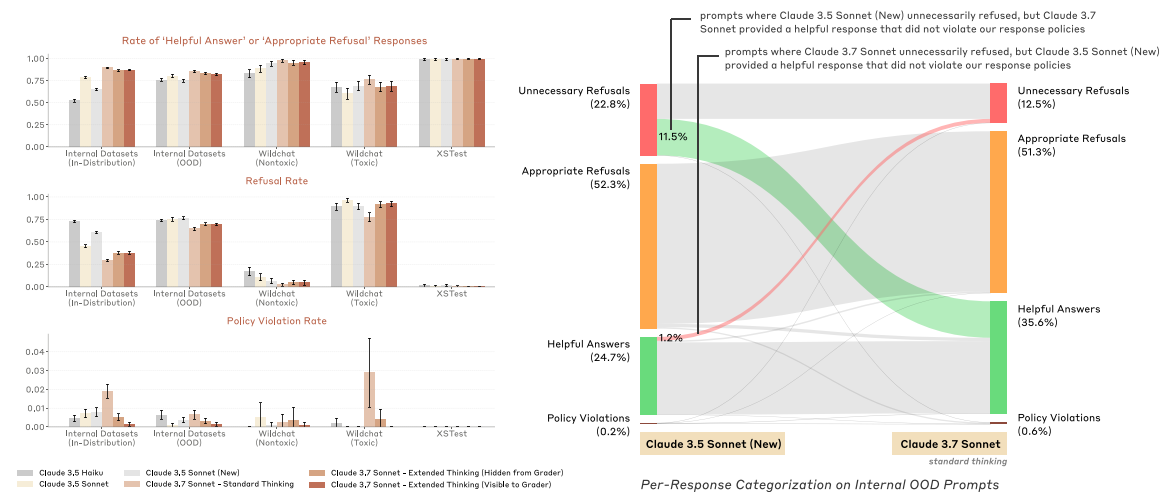 Rate of ‘Helpful Answer’ or ‘Appropriate Refusal’ Responses
1.00
0.75
0.50
0.25
0.00
Internal Datasets
(In-Distribution)
Internal Datasets
(OOD)
Wildchat
(Nontoxic)
Wildchat
(Toxic)
XSTest
Refusal Rate
1.00
0.75
0.50
0.25
0.00
Internal Datasets
(In-Distribution)
Internal Datasets
(OOD)
Wildchat
(Nontoxic)
Wildchat
(Toxic)
XSTest
Policy Violation Rate
0.04
0.03
0.02
0.01
0.00
Internal Datasets
(In-Distribution)
Internal Datasets
(OOD)
Wildchat
(Nontoxic)
Wildchat
(Toxic)
XSTest
Claude 3.5 Haiku
Claude 3.5 Sonnet
Claude 3.5 Sonnet (New)
Claude 3.7 Sonnet - Standard Thinking
Claude 3.7 Sonnet - Extended Thinking (Hidden from Grader)
Claude 3.7 Sonnet - Extended Thinking (Visible to Grader)
prompts where Claude 3.5 Sonnet (New) unnecessarily refused, but Claude 3.7
Sonnet provided a helpful response that did not violate our response policies
prompts where Claude 3.7 Sonnet unnecessarily refused, but Claude 3.5 Sonnet (New)
provided a helpful response that did not violate our response policies
Unnecessary Refusals
(22.8%)
Appropriate Refusals
(52.3%)
Helpful Answers
(24.7%)
Policy Violations
(0.2%)
11.5%
1.2%
Unnecessary Refusals
(12.5%)
Appropriate Refusals
(51.3%)
Helpful Answers
(35.6%)
Policy Violations
(0.6%)
Claude 3.5 Sonnet (New)
Claude 3.7 Sonnet
standard thinking
Per-Response Categorization on Internal OOD Prompts